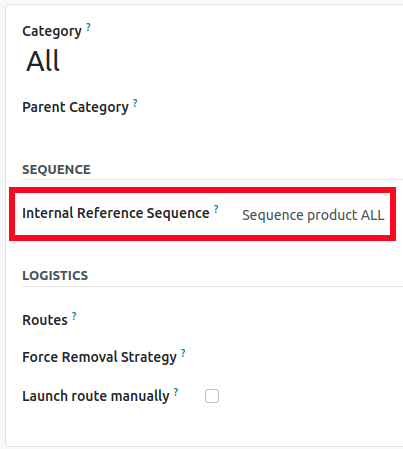 Category ?
All
Parent Category ?
SEQUENCE
Internal Reference Sequence ? Sequence product ALL
LOGISTICS
Routes ?
Force Removal Strategy ?
Launch route manually ?